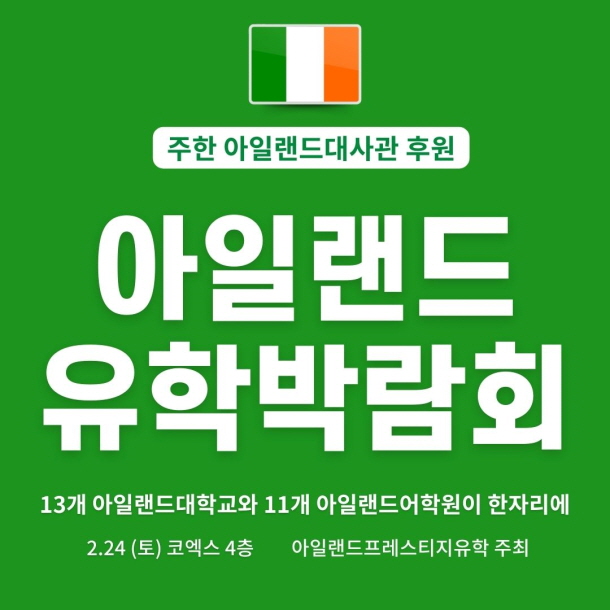 주한 아일랜드대사관 후원
아일랜드
유학박람회
13개 아일랜드대학교와 11개 아일랜드어학원이 한자리에
2.24 (토) 코엑스 4층 아일랜드프레스티지유학 주최